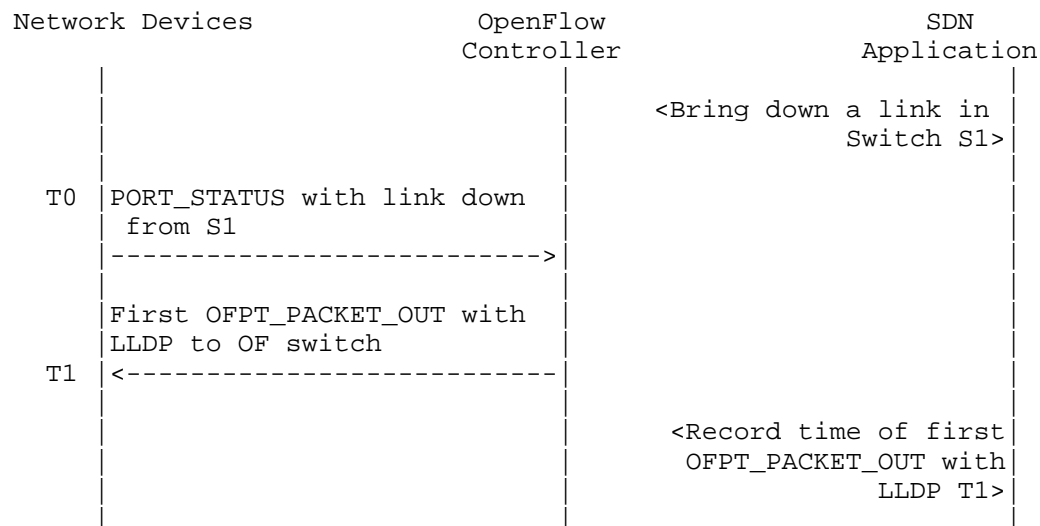 Network Devices OpenFlow SDN
Controller Application
<Bring down a link in
Switch S1>
T0 PORT_STATUS with link down
from S1
|--------------------------->|
First OFPT_PACKET_OUT with
LLDP to OF switch
T1 |<---------------------------|
<Record time of first
OFPT_PACKET_OUT with
LLDP T1>